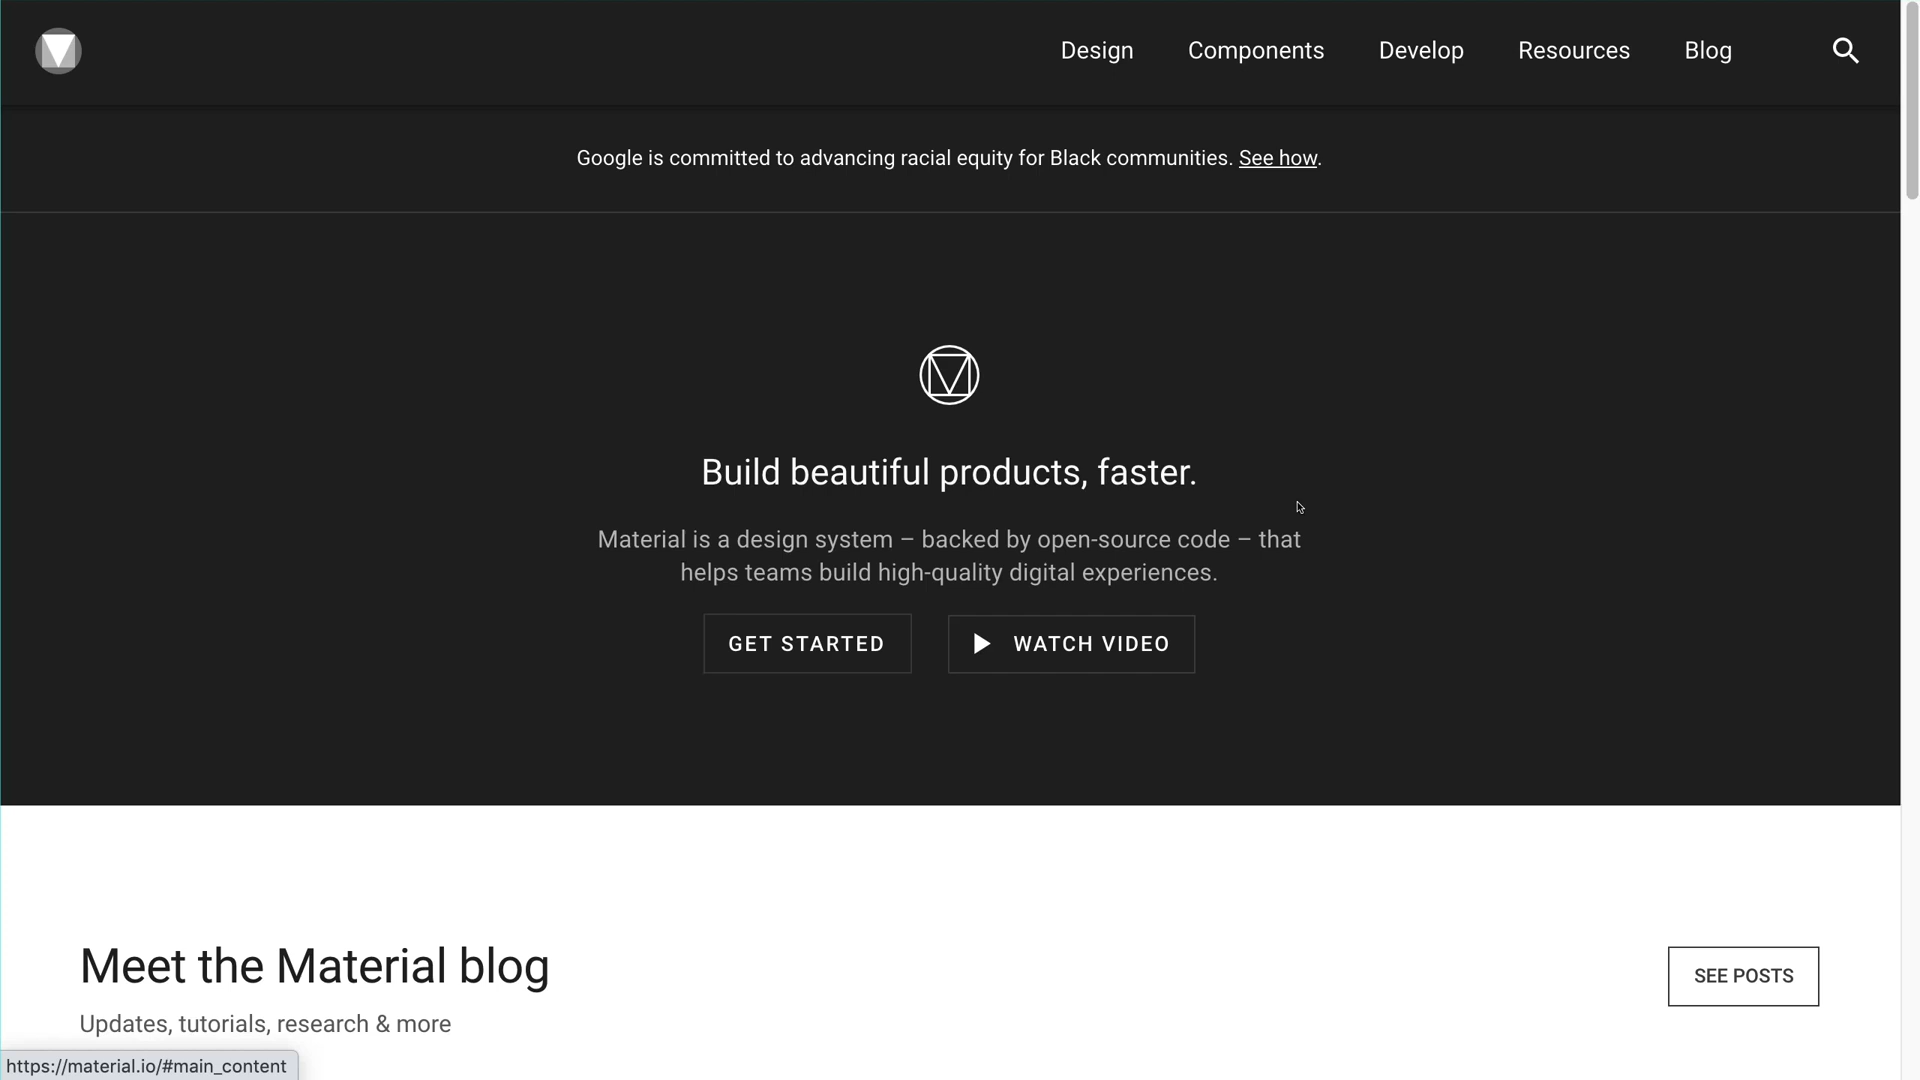 Design Components Develop Resources Blog
Google is committed to advancing racial equity for Black communities. See how.
Build beautiful products, faster.
Material is a design system – backed by open-source code – that
helps teams build high-quality digital experiences.
GET STARTED
WATCH VIDEO
Meet the Material blog
SEE POSTS
Updates, tutorials, research & more
https://material.io/#main_content